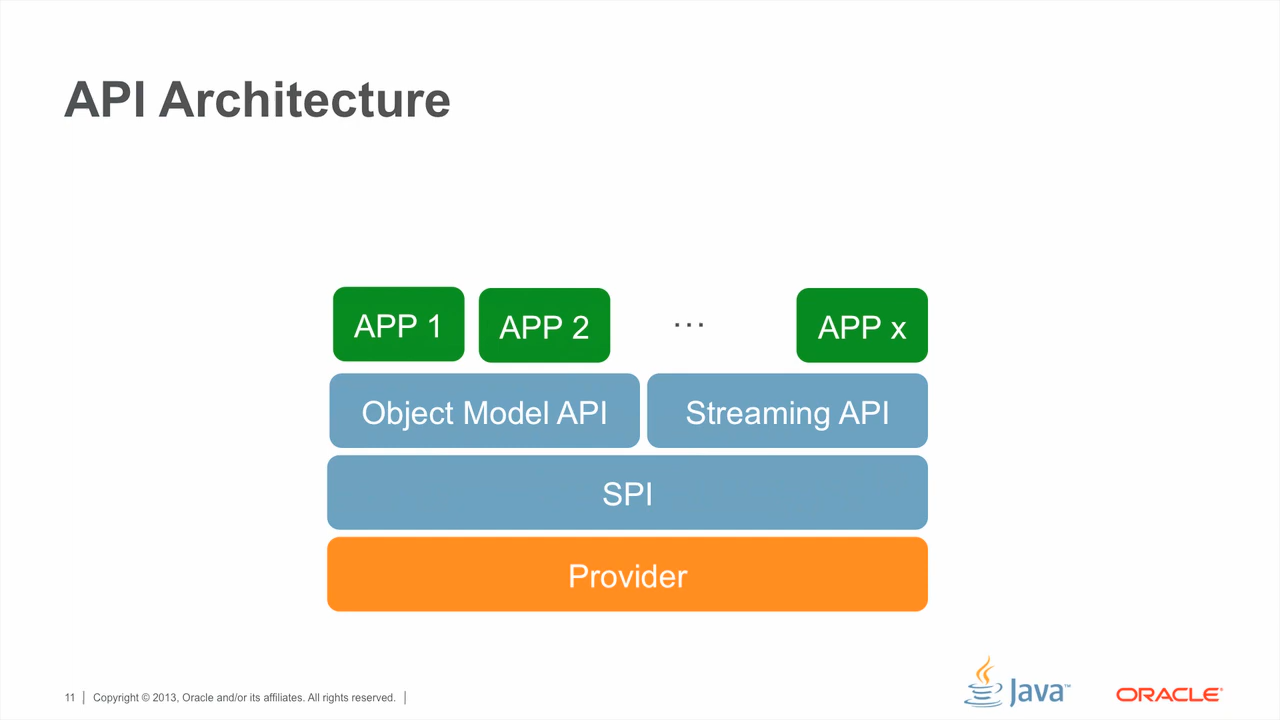 API Architecture
APP 1
APP 2
...
APP x
Object Model API
Streaming API
SPI
Provider
11
Copyright © 2013, Oracle and/or its affiliates. All rights reserved.
Java™
ORACLE®